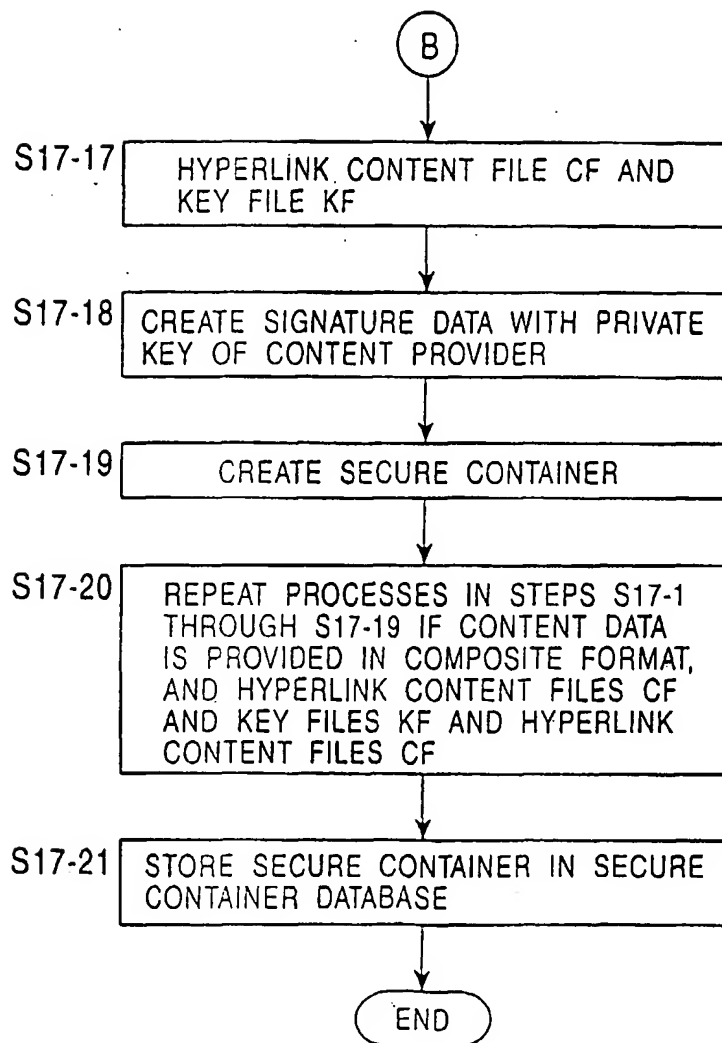 B
S17-17
HYPERLINK CONTENT FILE CF AND
KEY FILE KF
S17-18
CREATE SIGNATURE DATA WITH PRIVATE
KEY OF CONTENT PROVIDER
S17-19
CREATE SECURE CONTAINER
S17-20
REPEAT PROCESSES IN STEPS S17-1
THROUGH S17-19 IF CONTENT DATA
IS PROVIDED IN COMPOSITE FORMAT,
AND HYPERLINK CONTENT FILES CF
AND KEY FILES KF AND HYPERLINK
CONTENT FILES CF
S17-21
STORE SECURE CONTAINER IN SECURE
CONTAINER DATABASE
END